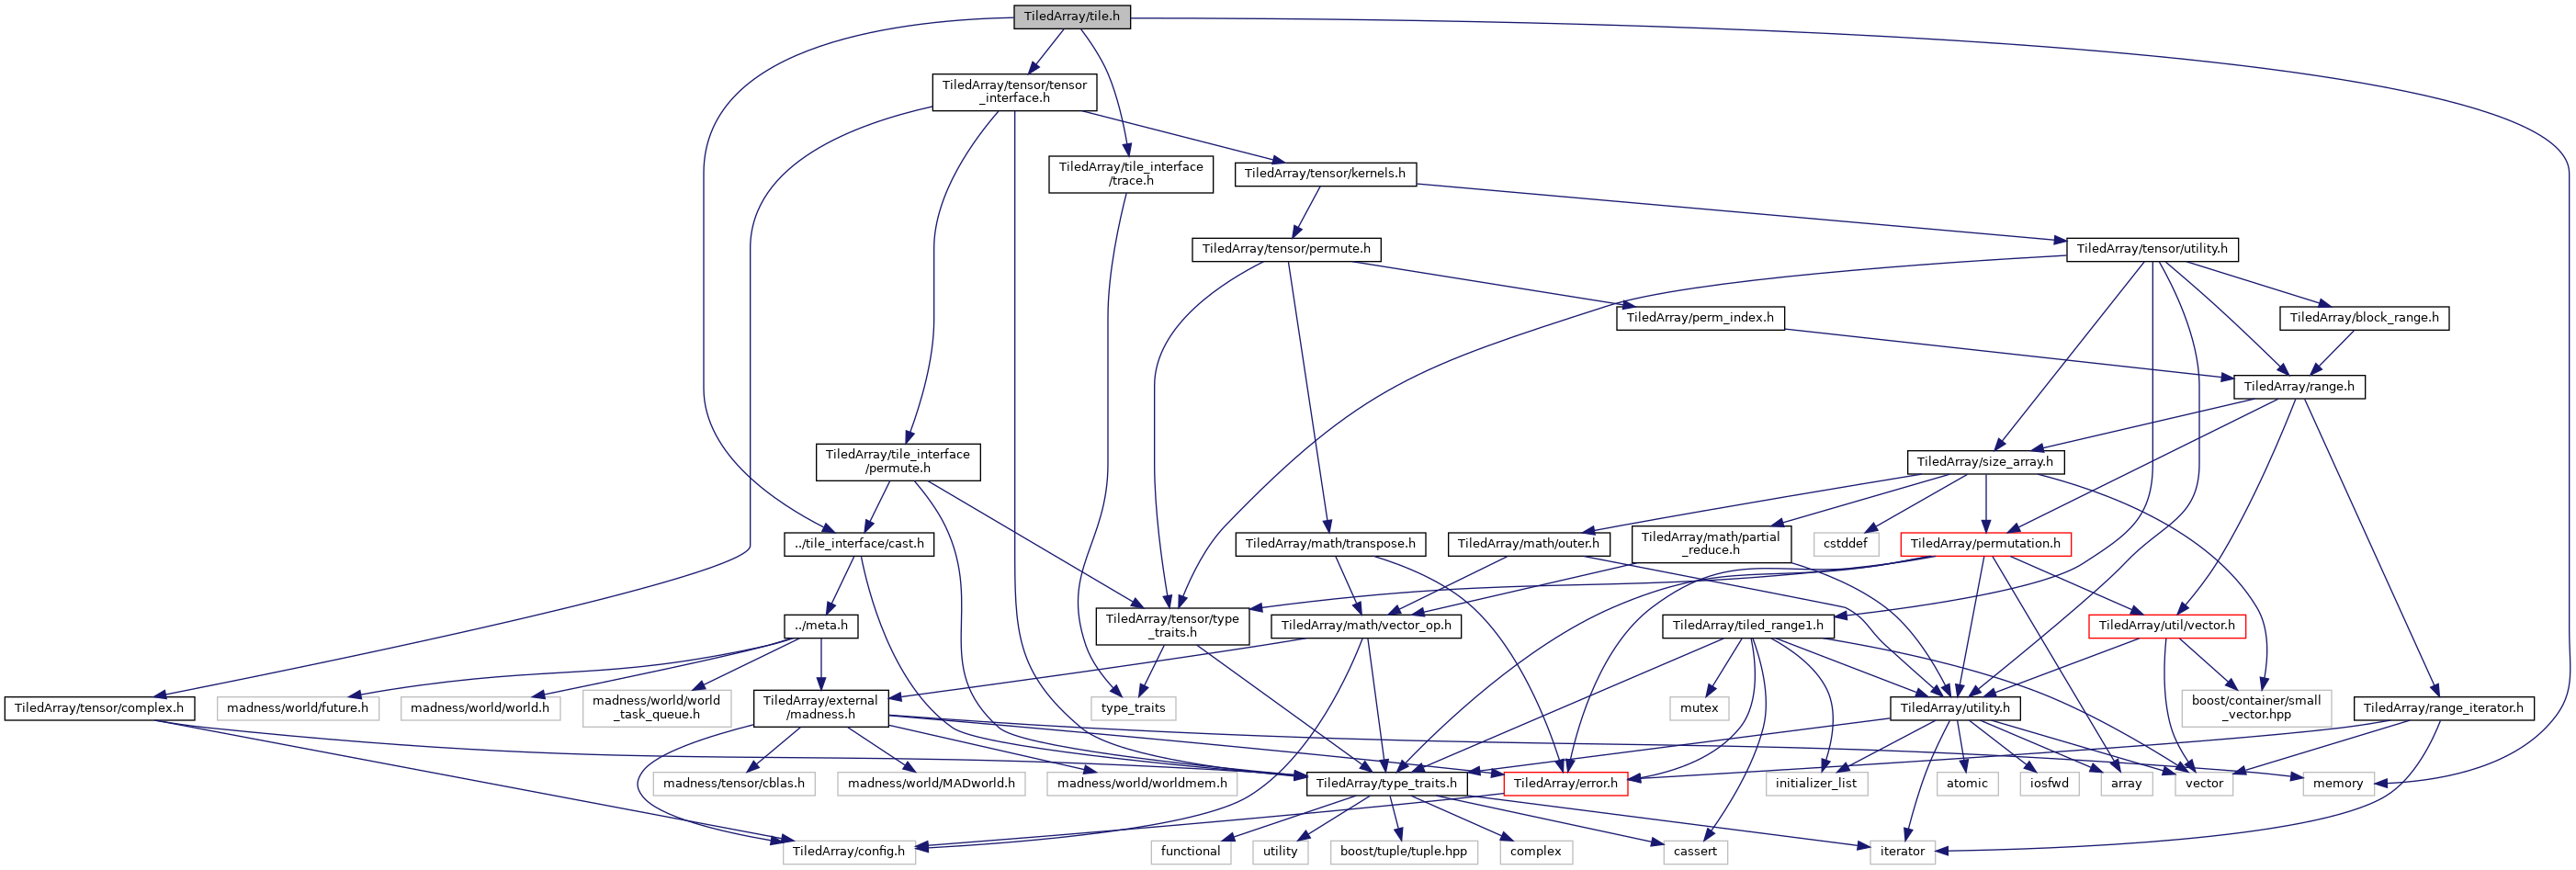 TiledArray/tile.h
TiledArray/tensor/tensor
_interface.h
TiledArray/tile_interface
/trace.h
TiledArray/tensor/kernels.h
TiledArray/tensor/permute.h
TiledArray/tensor/utility.h
TiledArray/perm_index.h
TiledArray/block_range.h
TiledArray/range.h
TiledArray/tile_interface
/permute.h
TiledArray/size_array.h
../tile_interface/cast.h
TiledArray/math/transpose.h
TiledArray/math/outer.h
TiledArray/math/partial
_reduce.h
cstddef
TiledArray/permutation.h
../meta.h
TiledArray/tensor/type
_traits.h
TiledArray/math/vector_op.h
TiledArray/tiled_range1.h
TiledArray/util/vector.h
TiledArray/tensor/complex.h
madness/world/future.h
madness/world/world.h
madness/world/world
_task_queue.h
TiledArray/external
/madness.h
type_traits
mutex
TiledArray/utility.h
boost/container/small
_vector.hpp
TiledArray/range_iterator.h
madness/tensor/cblas.h
madness/world/MADworld.h
madness/world/worldmem.h
TiledArray/type_traits.h
TiledArray/error.h
initializer_list
atomic
iosfwd
array
vector
memory
TiledArray/config.h
functional
utility
boost/tuple/tuple.hpp
complex
cassert
iterator